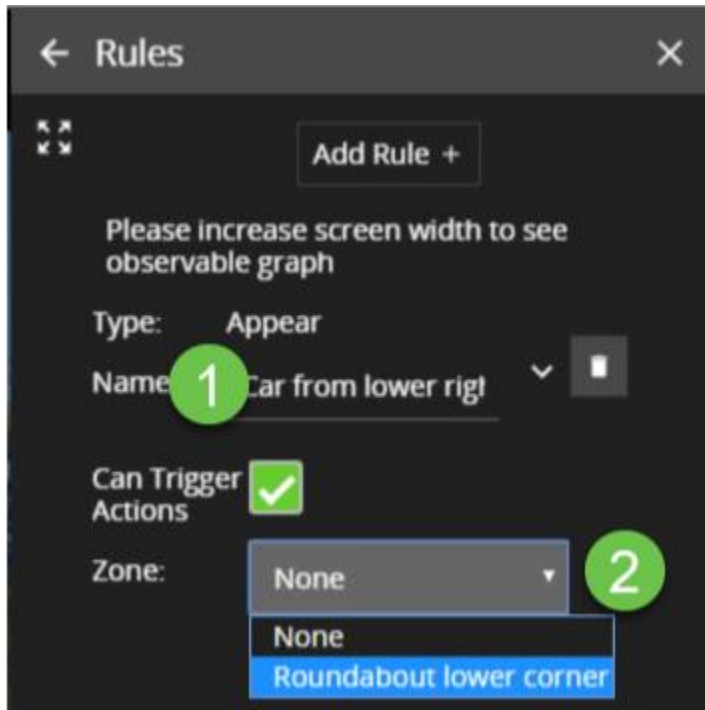 Rules
Add Rule +
Please increase screen width to see
observable graph
Type: Appear
Name 1 Car from lower righ
Can Trigger
Actions
Zone: None 2
None
Roundabout lower corner